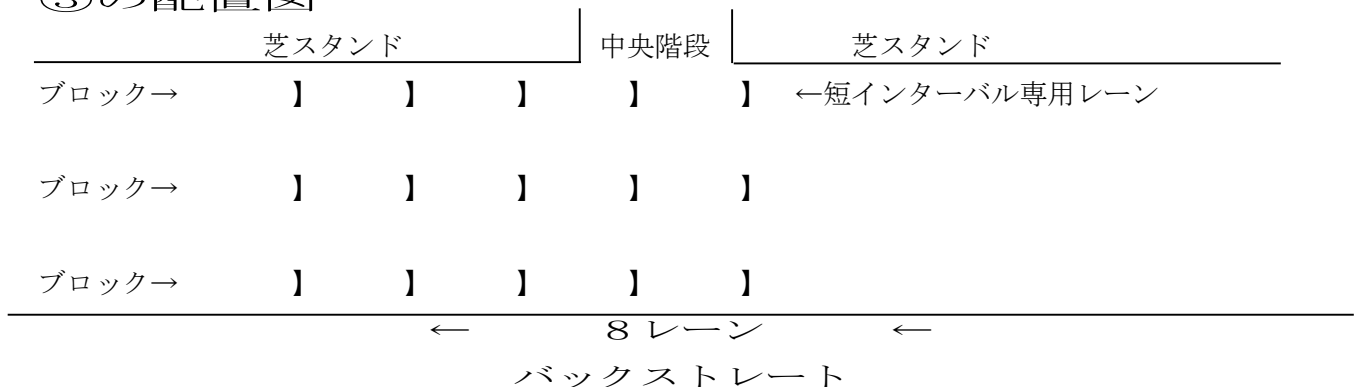 ③の配置図
芝スタンド 中央階段 芝スタンド
ブロック→ 】 】 】 】 】 ←短インターバル専用レーン
ブロック→ 】 】 】 】 】
ブロック→ 】 】 】 】 】
← 8レーン ←
バックストレート